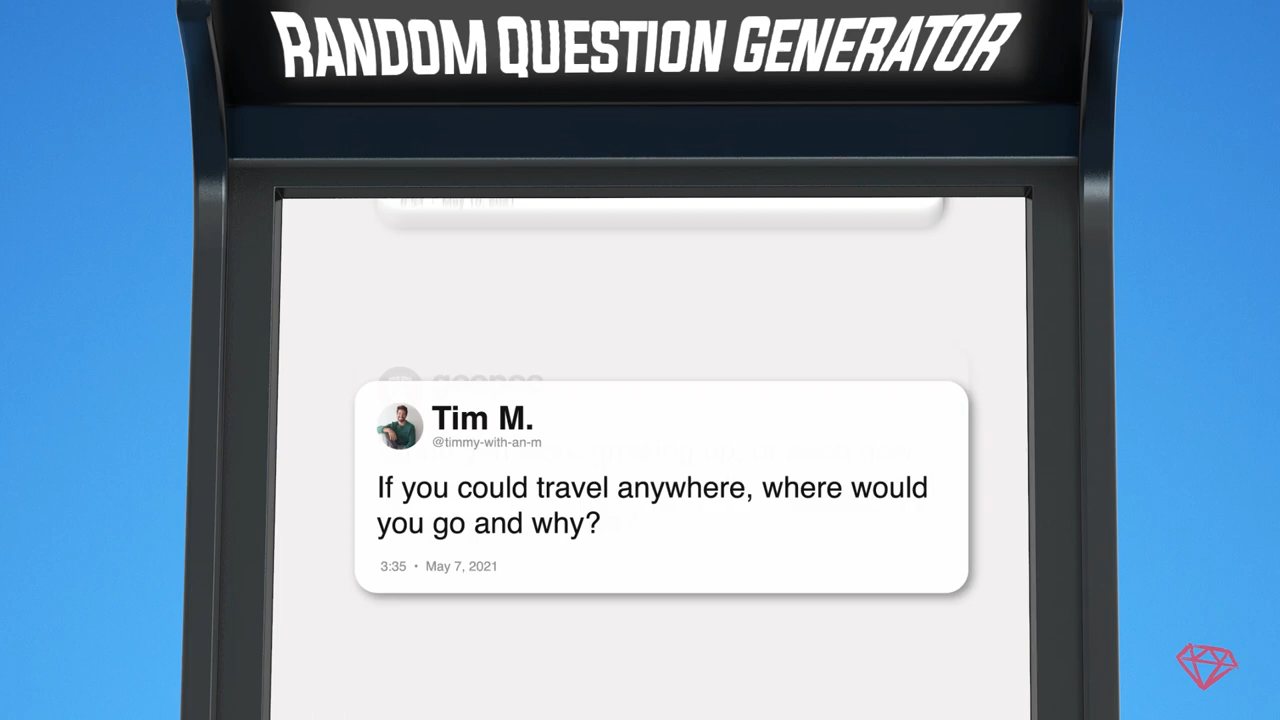 RANDOM QUESTION GENERATOR
Tim M.
@timmy-with-an-m
If you could travel anywhere, where would
you go and why?
3:35 • May 7, 2021